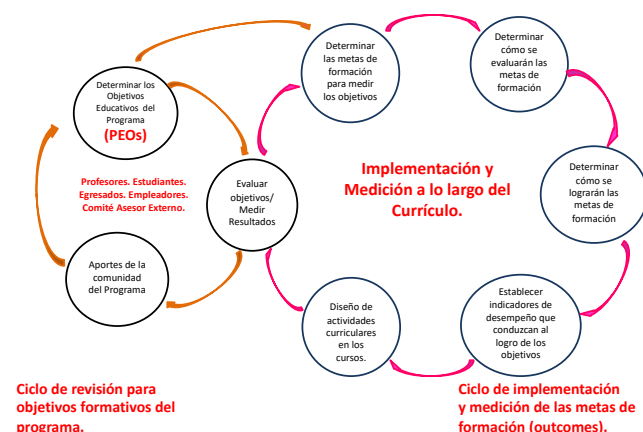 Determinar los
Objetivos
Educativos del
Programa
(PEOs)
Profesores. Estudiantes.
Egresados. Empleadores.
Comité Asesor Externo.
Aportes de la
comunidad
del Programa
Evaluar
objetivos/
Medir
Resultados
Determinar
las metas de
formación
para medir
los objetivos
Determinar
cómo se
evaluarán las
metas de
formación
Implementación y
Medición a lo largo del
Currículo.
Determinar
cómo se
lograrán las
metas de
formación
Establecer
indicadores de
desempeño que
conduzcan al
logro de los
objetivos
Diseño de
actividades
curriculares
en los
cursos.
Ciclo de revisión para
objetivos formativos del
programa.
Ciclo de implementación
y medición de las metas de
formación (outcomes).